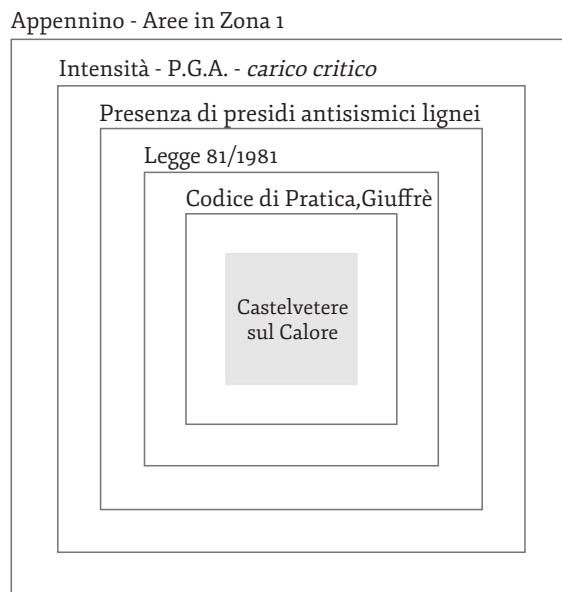 Appennino - Aree in Zona 1
Intensità - P.G.A. - carico critico
Presenza di presidi antisismici lignei
Legge 81/1981
Codice di Pratica,Giuffrè
Castelvetere
sul Calore